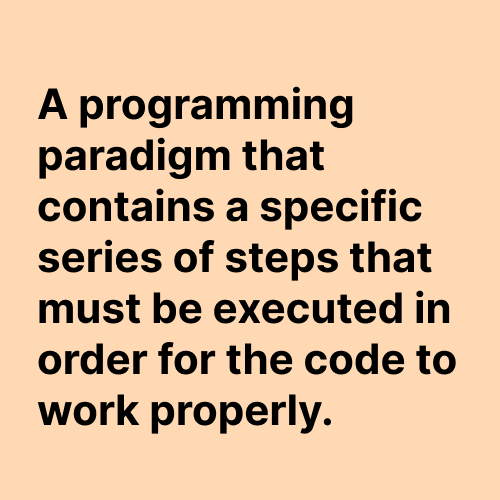 A programming
paradigm that
contains a specific
series of steps that
must be executed in
order for the code to
work properly.